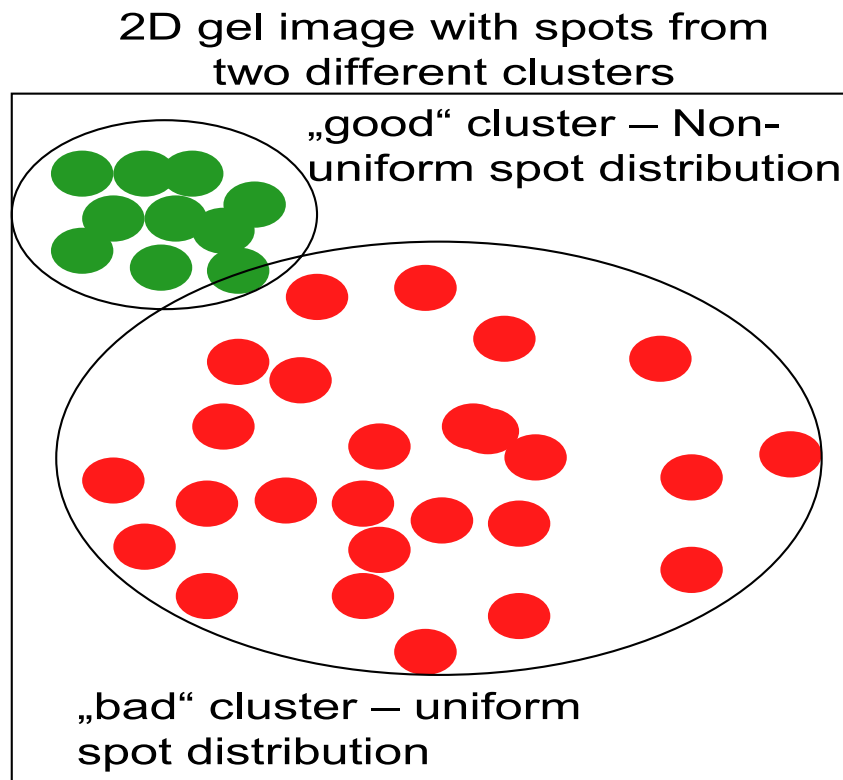 2D gel image with spots from
two different clusters
„good“ cluster – Non-
uniform spot distribution
„bad“ cluster – uniform
spot distribution